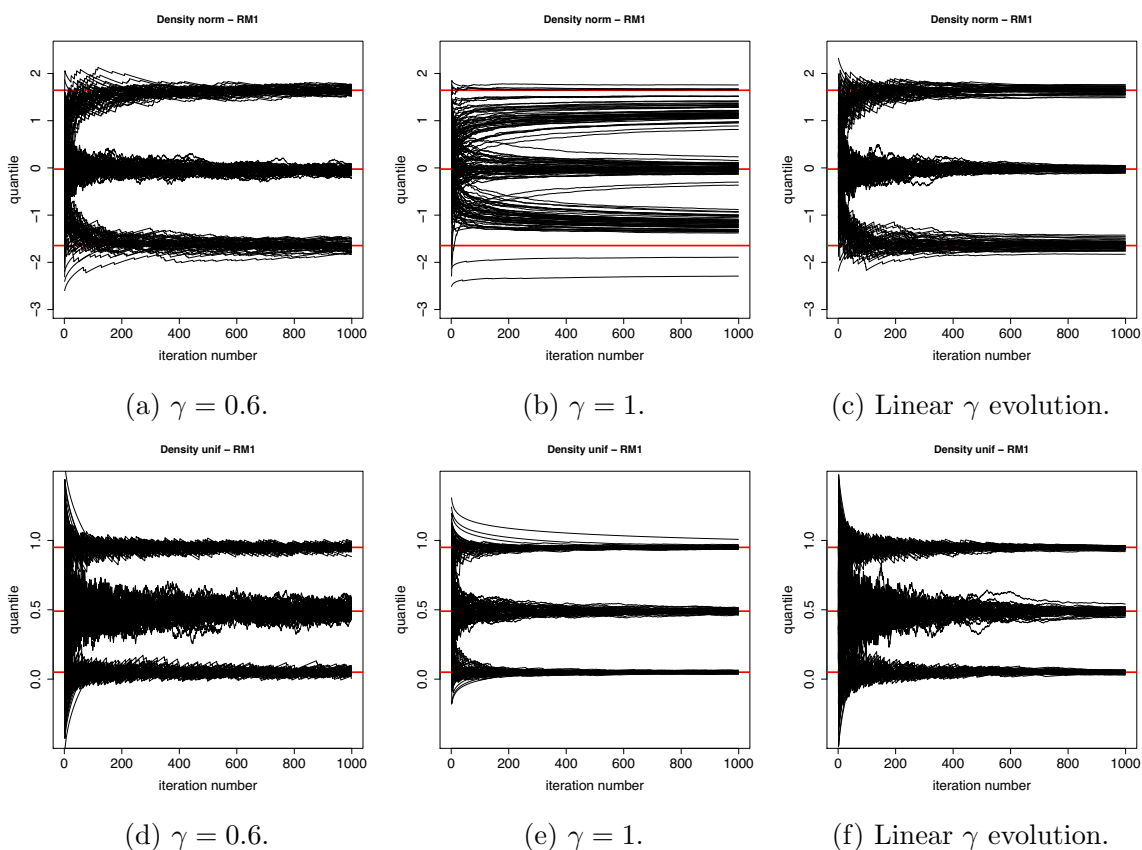 Density norm − RM1
Density norm − RM1
Density norm − RM1
quantile
2
1
0
−1
−2
−3
0 200 400 600 800 1000
iteration number
quantile
2
1
0
−1
−2
−3
0 200 400 600 800 1000
iteration number
quantile
2
1
0
−1
−2
−3
0 200 400 600 800 1000
iteration number
(a) γ = 0.6.
(b) γ = 1.
(c) Linear γ evolution.
Density unif − RM1
Density unif − RM1
Density unif − RM1
quantile
1.0
0.5
0.0
0 200 400 600 800 1000
iteration number
quantile
1.0
0.5
0.0
0 200 400 600 800 1000
iteration number
quantile
1.0
0.5
0.0
0 200 400 600 800 1000
iteration number
(d) γ = 0.6.
(e) γ = 1.
(f) Linear γ evolution.